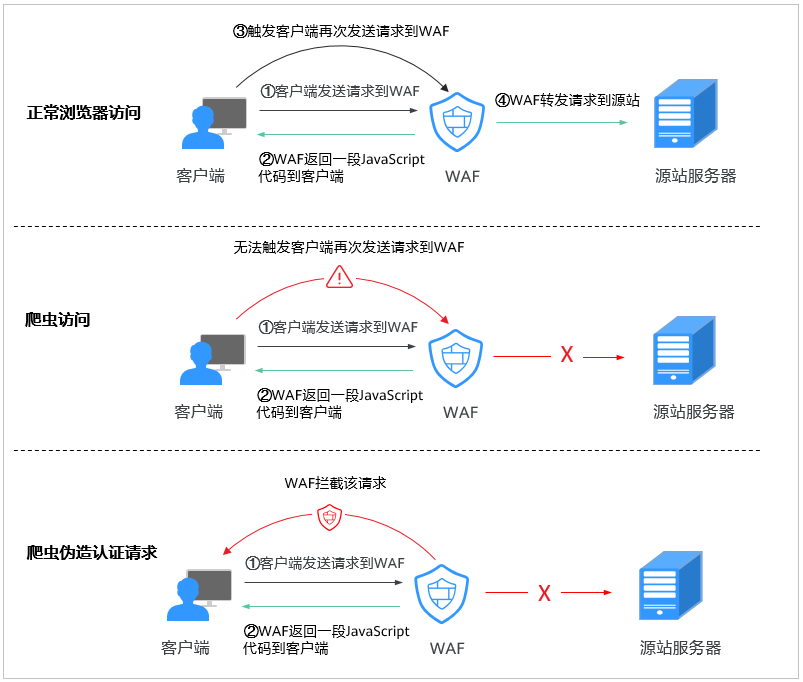 ③触发客户端再次发送请求到WAF
正常浏览器访问
①客户端发送请求到WAF
④WAF转发请求到源站
②WAF返回一段JavaScript
代码到客户端
客户端
WAF
源站服务器
无法触发客户端再次发送请求到WAF
爬虫访问
①客户端发送请求到WAF
X
②WAF返回一段JavaScript
代码到客户端
客户端
WAF
源站服务器
WAF拦截该请求
爬虫伪造认证请求
①客户端发送请求到WAF
X
②WAF返回一段JavaScript
代码到客户端
客户端
WAF
源站服务器